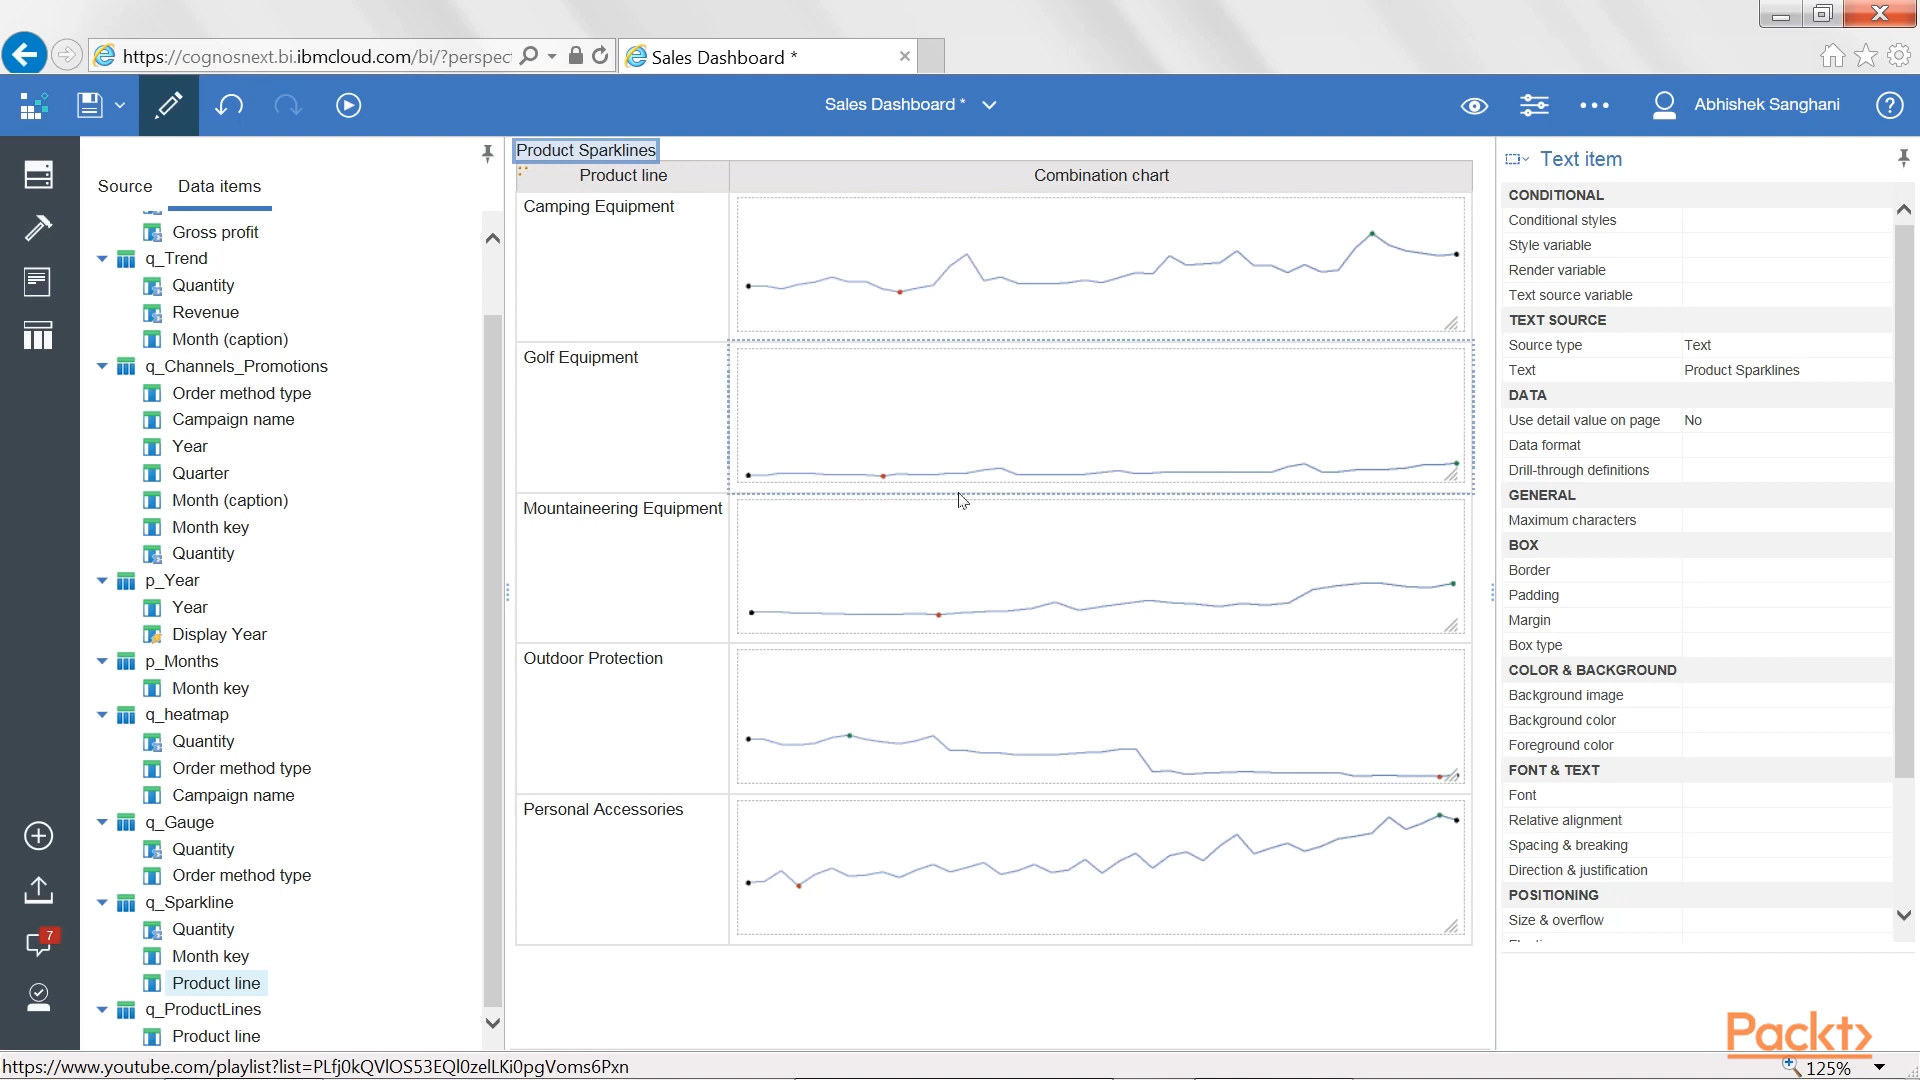 https://cognosnext.bi.ibmcloud.com/bi/?perspec
Sales Dashboard *
Sales Dashboard *
Abhishek Sanghani
Source
Data items
Gross profit
q_Trend
Quantity
Revenue
Month (caption)
q_Channels_Promotions
Order method type
Campaign name
Year
Quarter
Month (caption)
Month key
Quantity
p_Year
Year
Display Year
p_Months
Month key
q_heatmap
Quantity
Order method type
Campaign name
q_Gauge
Quantity
Order method type
q_Sparkline
Quantity
Month key
Product line
q_ProductLines
Product line
7
Product Sparklines
Product line
Combination chart
Camping Equipment
Golf Equipment
Mountaineering Equipment
Outdoor Protection
Personal Accessories
Text item
CONDITIONAL
Conditional styles
Style variable
Render variable
Text source variable
TEXT SOURCE
Source type Text
Text Product Sparklines
DATA
Use detail value on page No
Data format
Drill-through definitions
GENERAL
Maximum characters
BOX
Border
Padding
Margin
Box type
COLOR & BACKGROUND
Background image
Background color
Foreground color
FONT & TEXT
Font
Relative alignment
Spacing & breaking
Direction & justification
POSITIONING
Size & overflow
Packt>
https://www.youtube.com/playlist?list=PLfj0kQVlOS53EQl0zelLKi0pgVoms6Pxn
125%